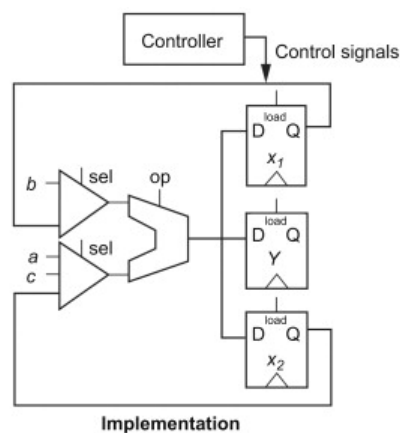 Controller
Control signals
load
D Q
x1
b
sel
op
a
sel
c
load
D Q
Y
load
D Q
x2
Implementation